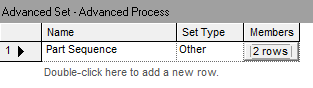 Advanced Set - Advanced Process
Name Set Type Members
1 Part Sequence Other 2 rows
Double-click here to add a new row.